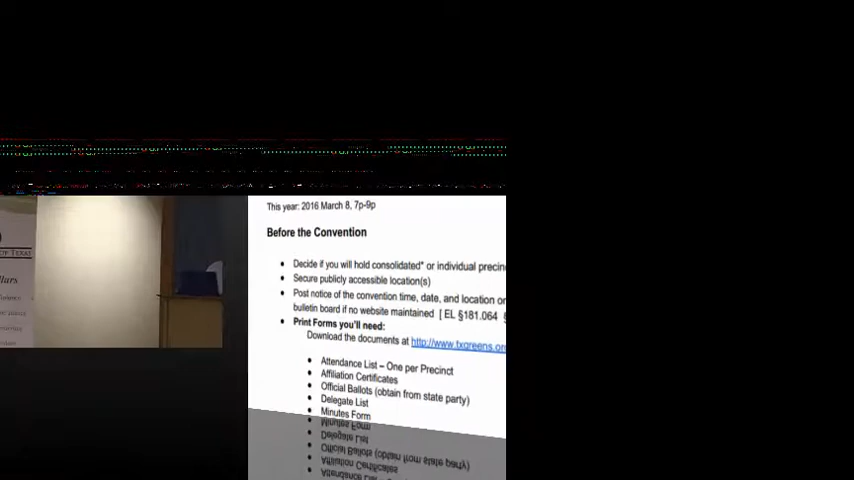 OF TEXAS
llars
This year: 2016 March 8, 7p-9p
Before the Convention
• Decide if you will hold consolidated* or individual precin
• Secure publicly accessible location(s)
• Post notice of the convention time, date, and location or
bulletin board if no website maintained [ EL §181.064 §
• Print Forms you'll need:
Download the documents at http://www.txgreens.or
• Attendance List – One per Precinct
• Affiliation Certificates
• Official Ballots (obtain from state party)
• Delegate List
• Minutes Form